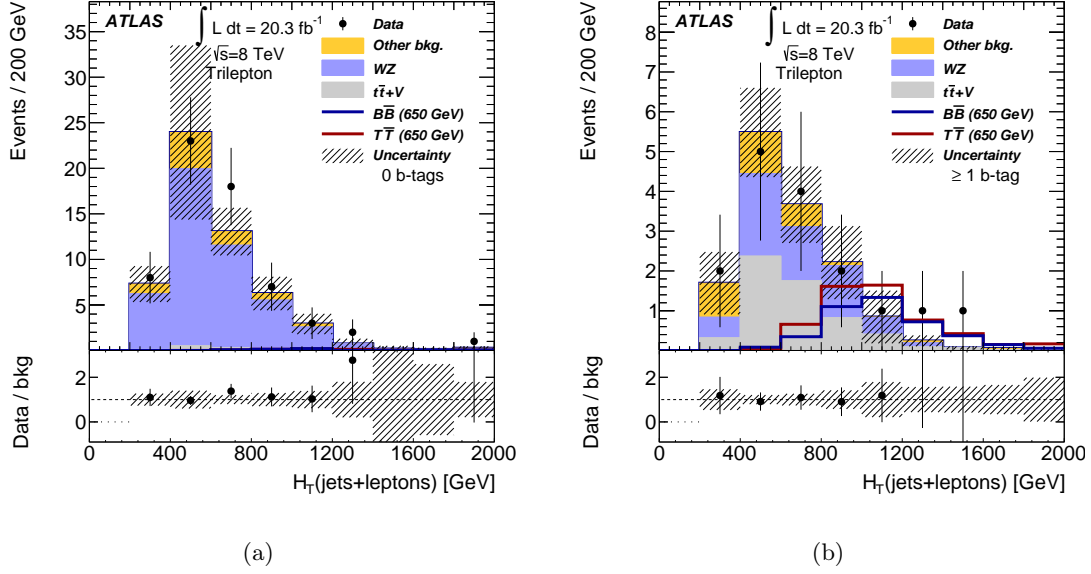 ATLAS
∫ L dt = 20.3 fb⁻¹
√s=8 TeV
Trilepton
Data
Other bkg.
WZ
tt̄+V
BB̄ (650 GeV)
TT̄ (650 GeV)
Uncertainty
0 b-tags
Events / 200 GeV
35
30
25
20
15
10
5
Data / bkg
2
0
0 400 800 1200 1600 2000
H_T(jets+leptons) [GeV]
(a)
ATLAS
∫ L dt = 20.3 fb⁻¹
√s=8 TeV
Trilepton
Data
Other bkg.
WZ
tt̄+V
BB̄ (650 GeV)
TT̄ (650 GeV)
Uncertainty
≥ 1 b-tag
Events / 200 GeV
8
7
6
5
4
3
2
1
Data / bkg
2
0
0 400 800 1200 1600 2000
H_T(jets+leptons) [GeV]
(b)